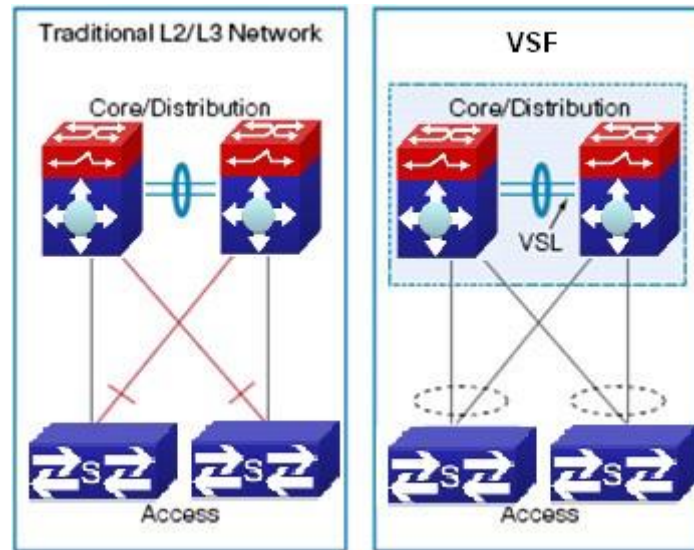 Traditional L2/L3 Network
Core/Distribution
S
S
Access
VSF
Core/Distribution
VSL
S
S
Access